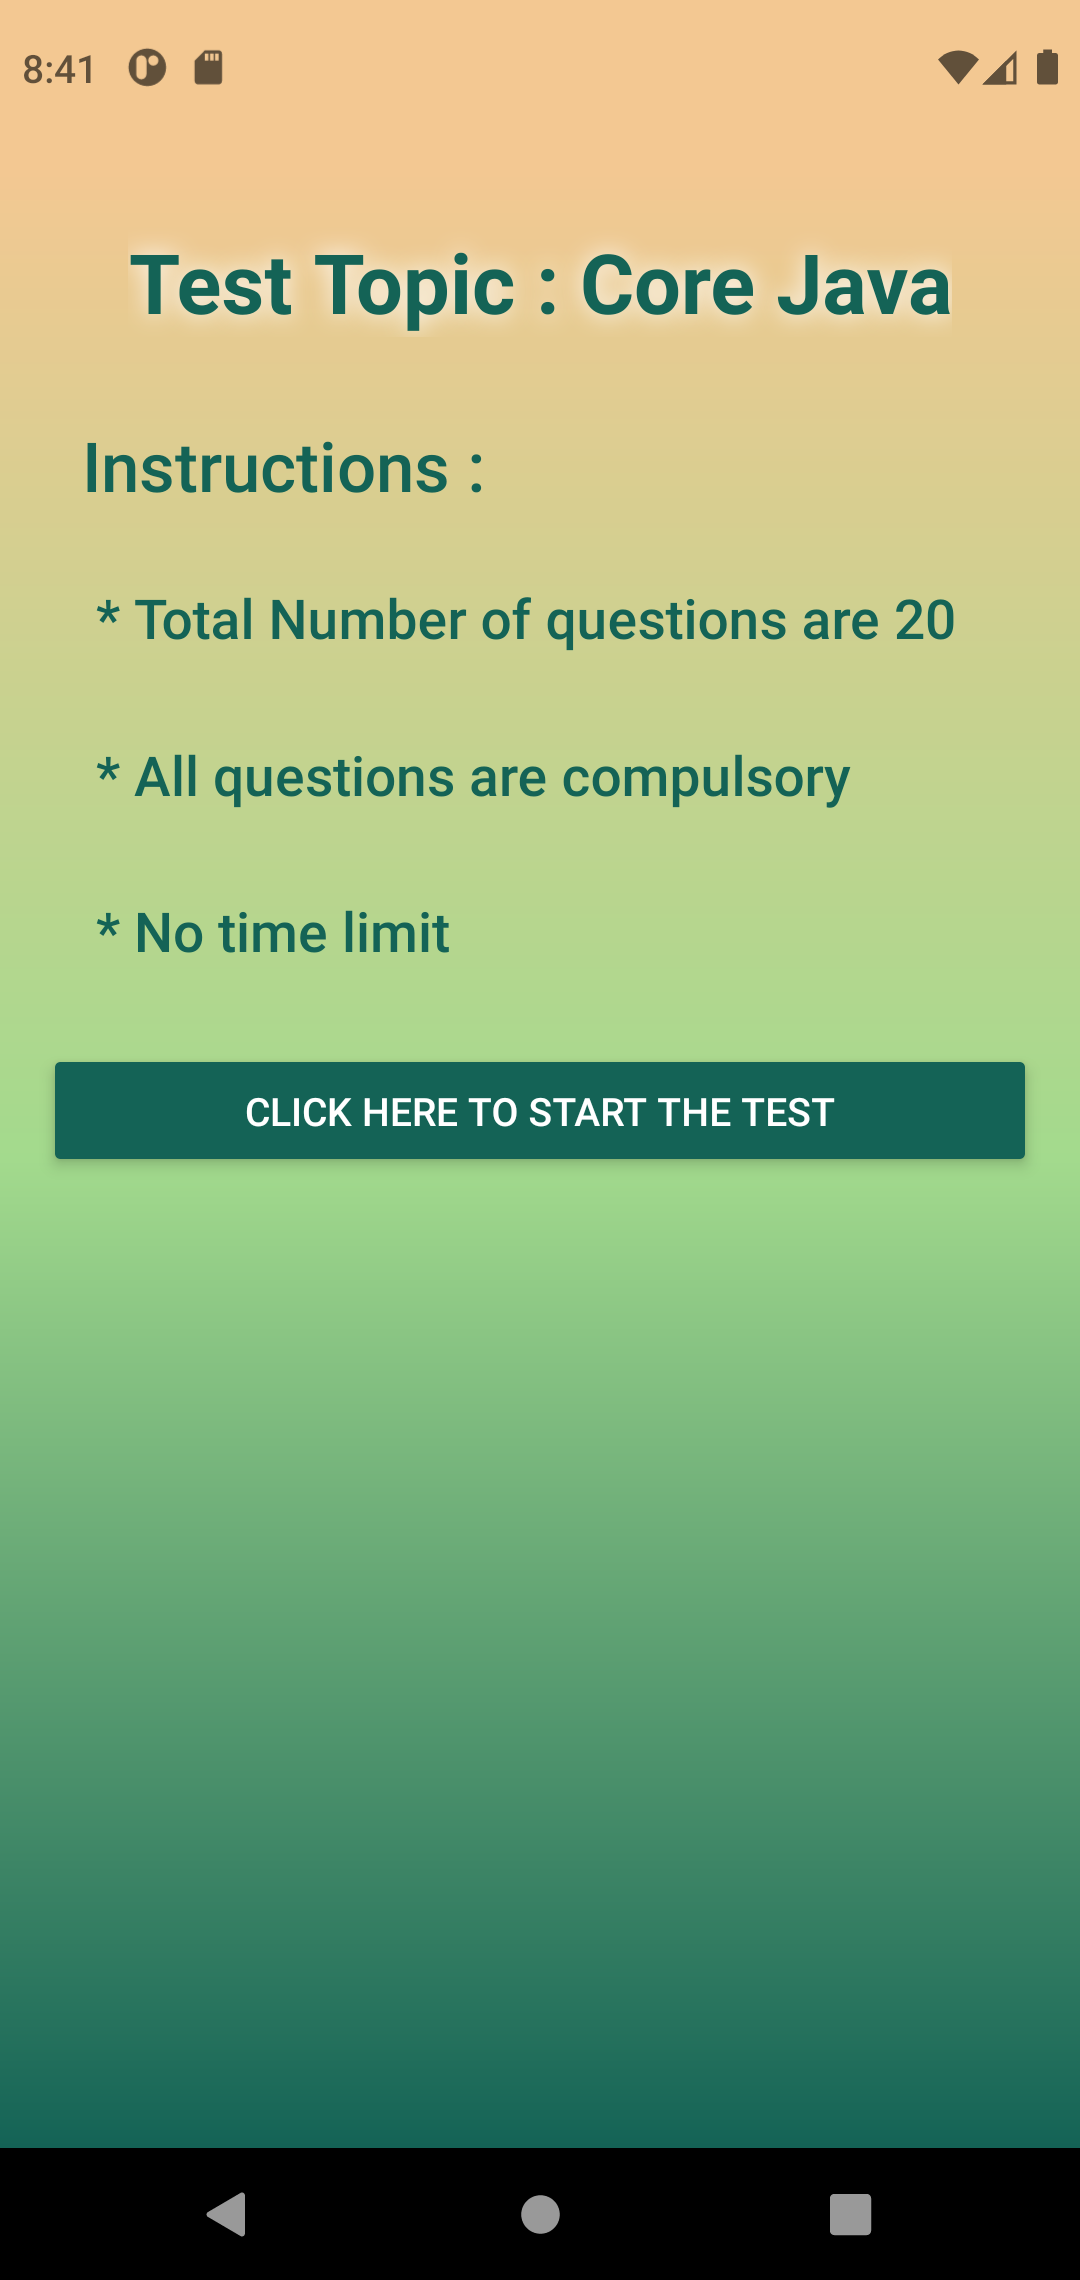 8:41
Test Topic : Core Java
Instructions :
* Total Number of questions are 20
* All questions are compulsory
* No time limit
CLICK HERE TO START THE TEST